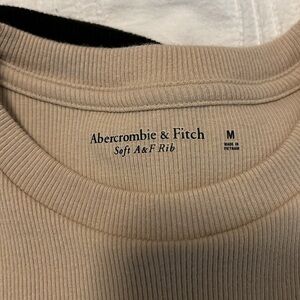 Abercrombie & Fitch
Soft A&F Rib
M
MADE IN
VIETNAM